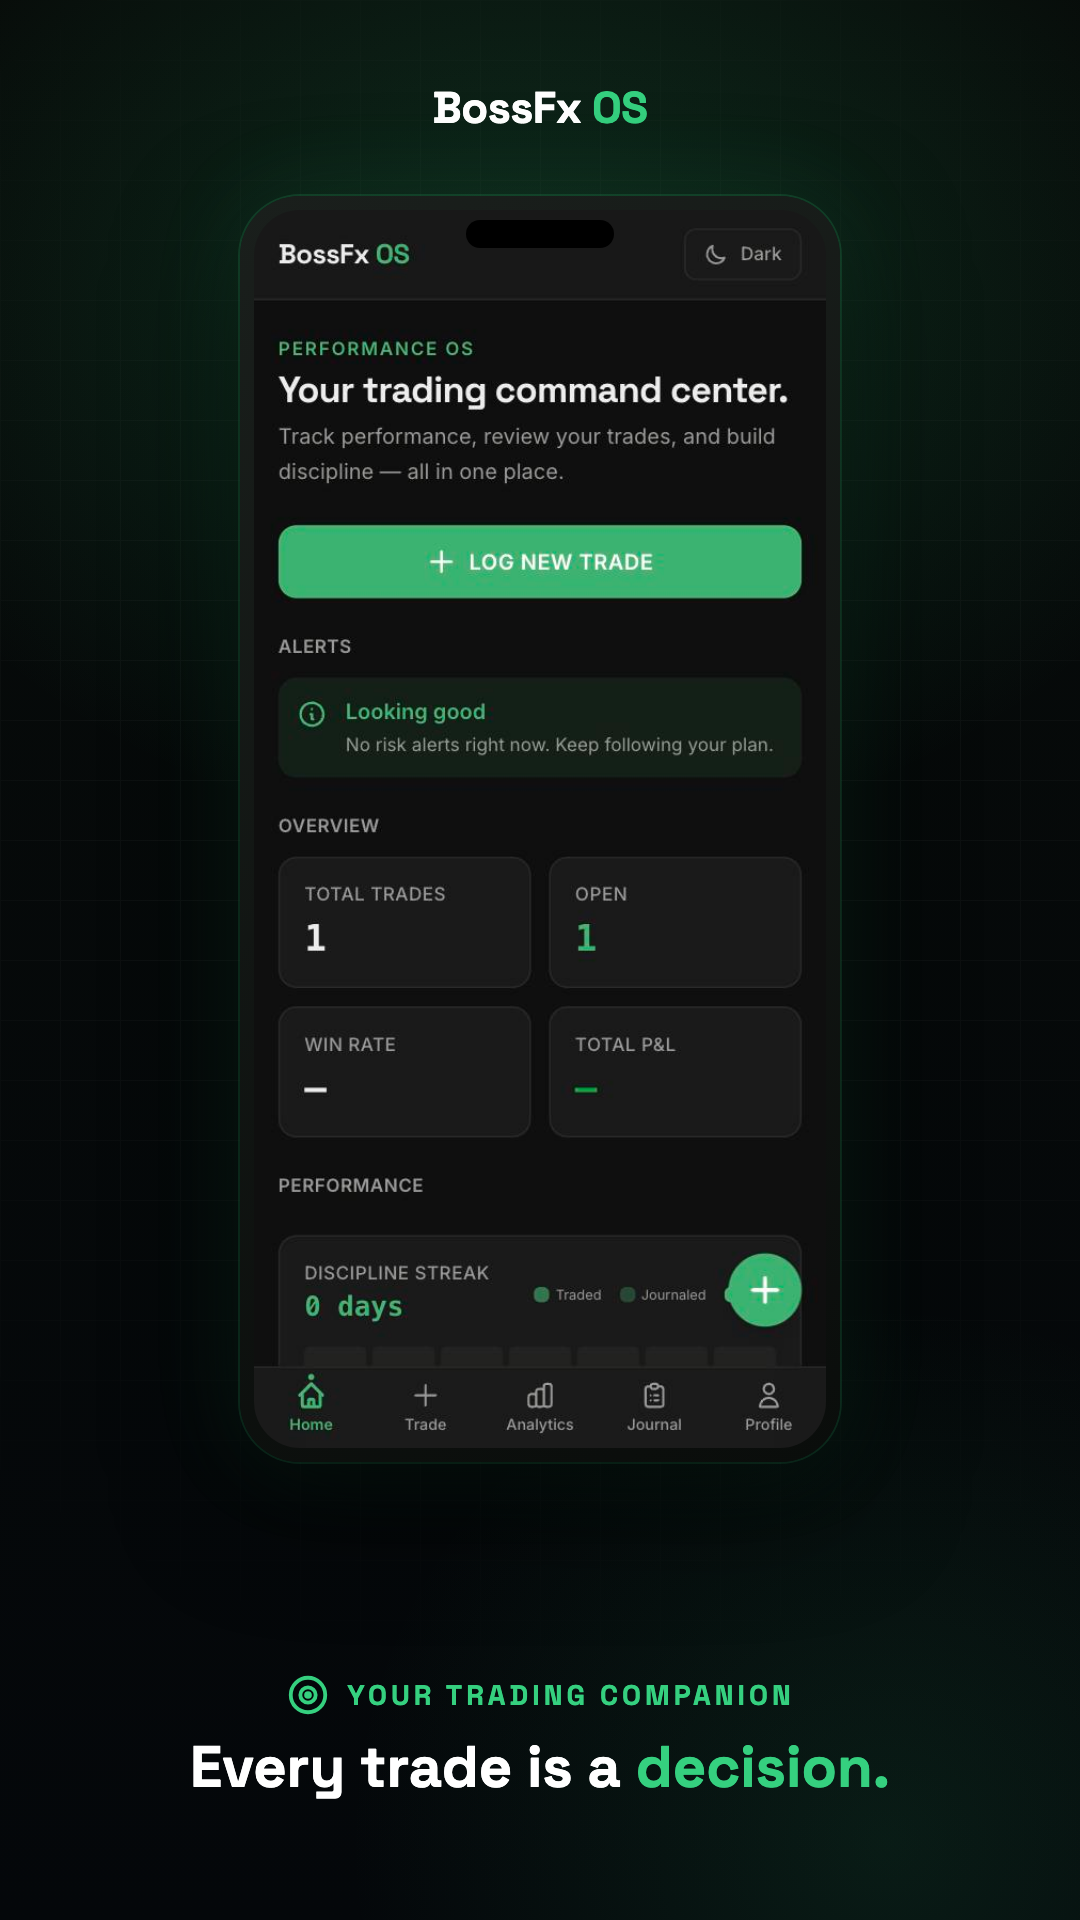 BossFx OS
BossFx OS
Dark
PERFORMANCE OS
Your trading command center.
Track performance, review your trades, and build
discipline — all in one place.
LOG NEW TRADE
ALERTS
Looking good
No risk alerts right now. Keep following your plan.
OVERVIEW
TOTAL TRADES
1
OPEN
1
WIN RATE
—
TOTAL P&L
—
PERFORMANCE
DISCIPLINE STREAK
0 days
Traded
Journaled
Home
Trade
Analytics
Journal
Profile
YOUR TRADING COMPANION
Every trade is a decision.